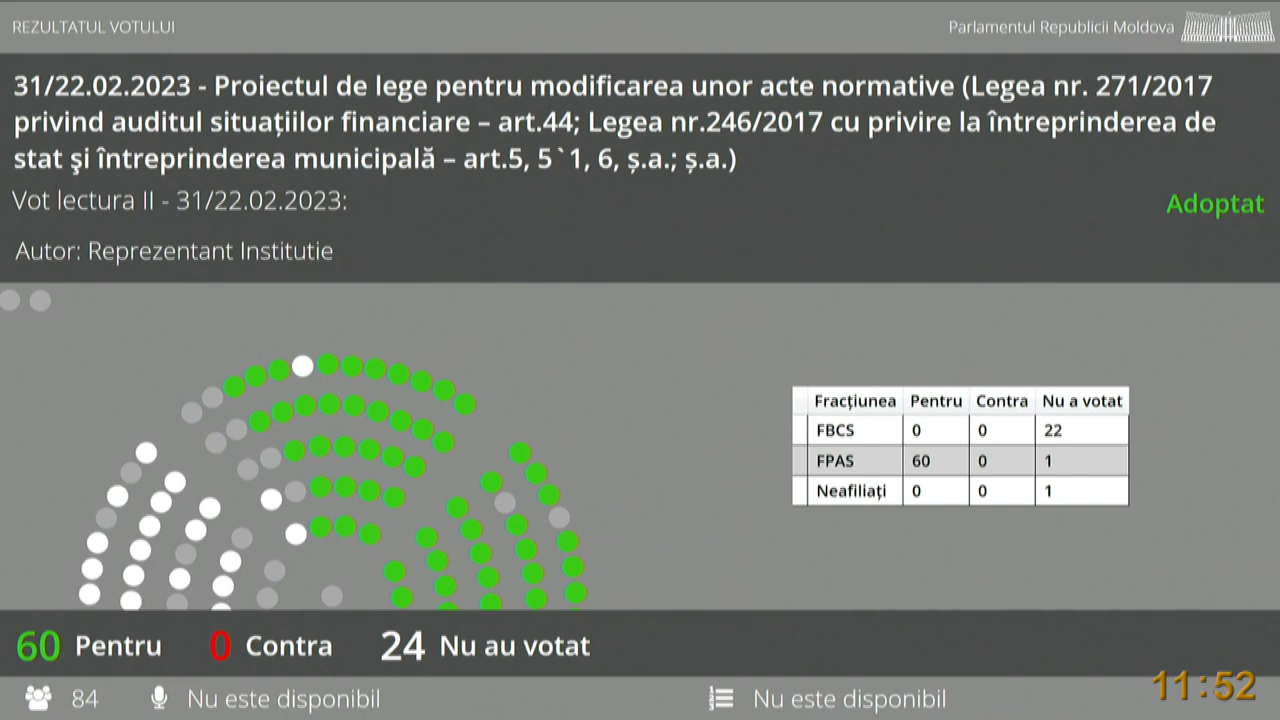 REZULTATUL VOTULUI
Parlamentul Republicii Moldova
31/22.02.2023 - Proiectul de lege pentru modificarea unor acte normative (Legea nr. 271/2017
privind auditul situațiilor financiare – art.44; Legea nr.246/2017 cu privire la întreprinderea de
stat şi întreprinderea municipală – art.5, 5`1, 6, ș.a.; ș.a.)
Vot lectura II - 31/22.02.2023:
Adoptat
Autor: Reprezentant Institutie
Fracțiunea Pentru Contra Nu a votat
FBCS 0 0 22
FPAS 60 0 1
Neafiliați 0 0 1
60 Pentru 0 Contra 24 Nu au votat
84 Nu este disponibil Nu este disponibil
11:52